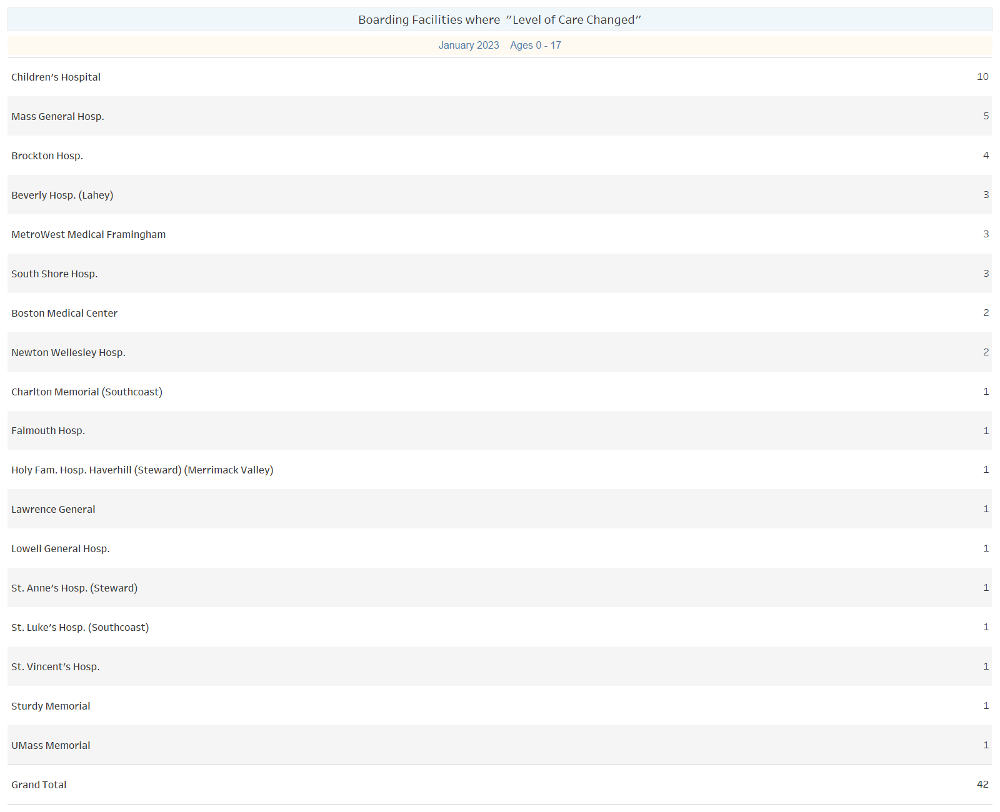 Boarding Facilities where "Level of Care Changed"
January 2023 Ages 0 - 17
Children's Hospital 10
Mass General Hosp. 5
Brockton Hosp. 4
Beverly Hosp. (Lahey) 3
MetroWest Medical Framingham 3
South Shore Hosp. 3
Boston Medical Center 2
Newton Wellesley Hosp. 2
Charlton Memorial (Southcoast) 1
Falmouth Hosp. 1
Holy Fam. Hosp. Haverhill (Steward) (Merrimack Valley) 1
Lawrence General 1
Lowell General Hosp. 1
St. Anne's Hosp. (Steward) 1
St. Luke's Hosp. (Southcoast) 1
St. Vincent's Hosp. 1
Sturdy Memorial 1
UMass Memorial 1
Grand Total 42